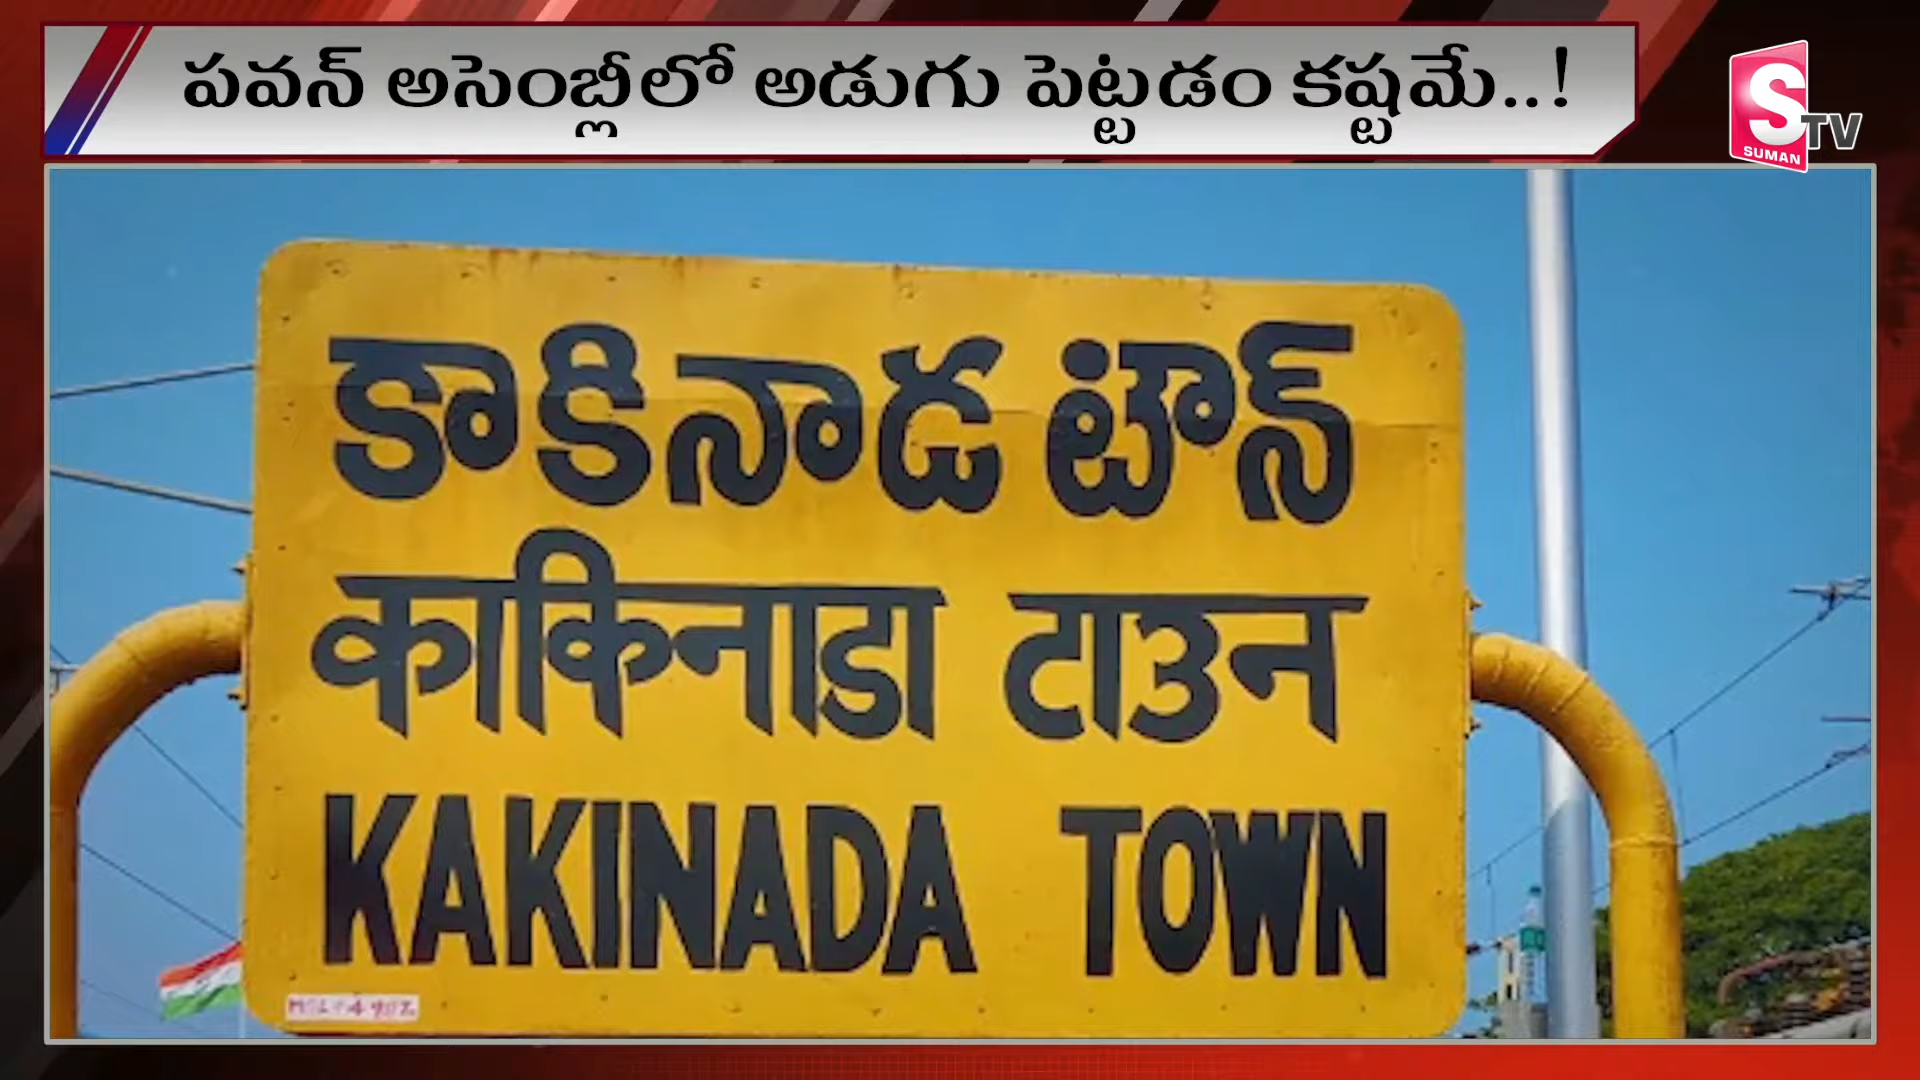 పవన్ అసెంబ్లీలో అడుగు పెట్టడం కష్టమే..!
S TV
SUMAN
కాకినాడ టౌన్
काकिनाडा टाउन
KAKINADA TOWN